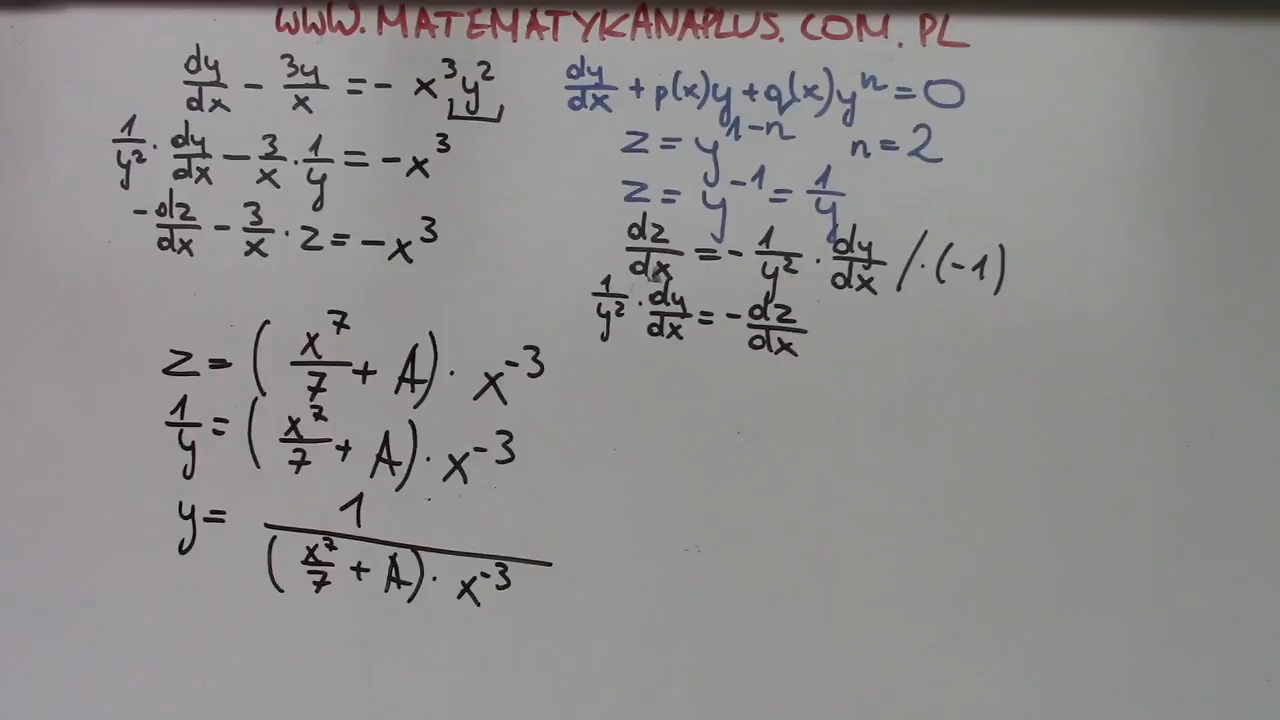 WWW.MATEMATYKANAPLUS.COM.PL
dy/dx - 3y/x = - x³y²
1/y² · dy/dx - 3/x · 1/y = -x³
-dz/dx - 3/x · z = -x³
z = (x⁷/7 + A) · x⁻³
1/y = (x⁷/7 + A) · x⁻³
y = 1/((x⁷/7 + A) · x⁻³)
dy/dx + p(x)y + q(x)yⁿ = 0
z = y¹⁻ⁿ n = 2
z = y⁻¹ = 1/y
dz/dx = - 1/y² · dy/dx /·(-1)
1/y² · dy/dx = - dz/dx